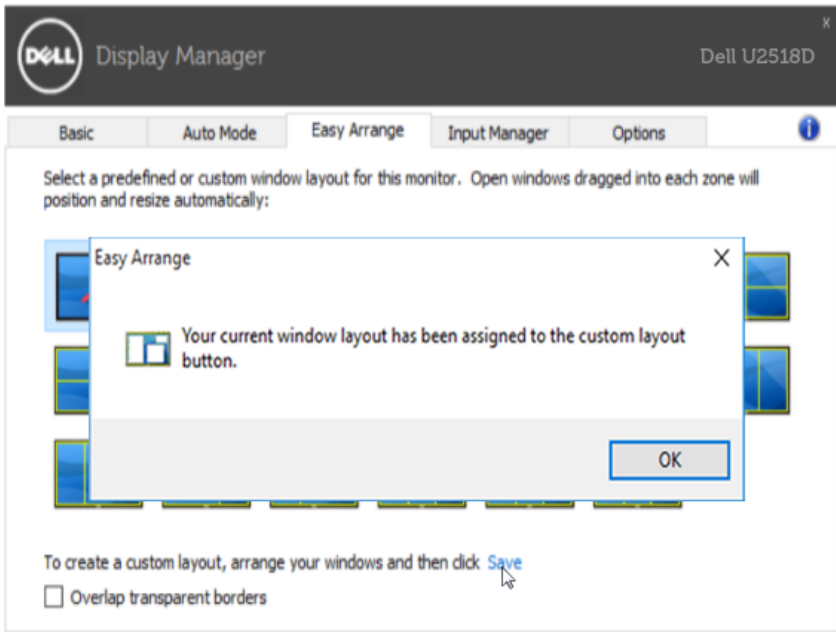 X
DELL Display Manager Dell U2518D
Basic Auto Mode Easy Arrange Input Manager Options i
Select a predefined or custom window layout for this monitor. Open windows dragged into each zone will
position and resize automatically:
Easy Arrange X
Your current window layout has been assigned to the custom layout
button.
OK
To create a custom layout, arrange your windows and then click Save
Overlap transparent borders